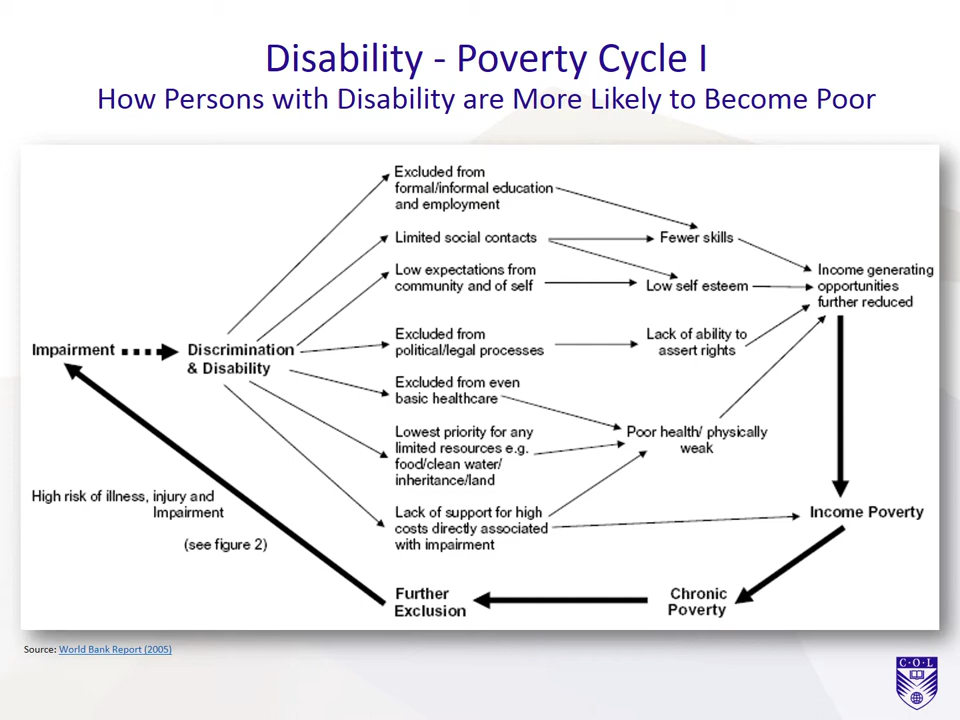 Disability - Poverty Cycle I
How Persons with Disability are More Likely to Become Poor
Excluded from
formal/informal education
and employment
Limited social contacts
Fewer skills
Low expectations from
community and of self
Low self esteem
Income generating
opportunities
further reduced
Impairment
Discrimination
& Disability
Excluded from
political/legal processes
Lack of ability to
assert rights
Excluded from even
basic healthcare
Lowest priority for any
limited resources e.g.
food/clean water/
inheritance/land
Poor health/ physically
weak
High risk of illness, injury and
Impairment
(see figure 2)
Lack of support for high
costs directly associated
with impairment
Income Poverty
Further
Exclusion
Chronic
Poverty
Source: World Bank Report (2005)
C·O·L